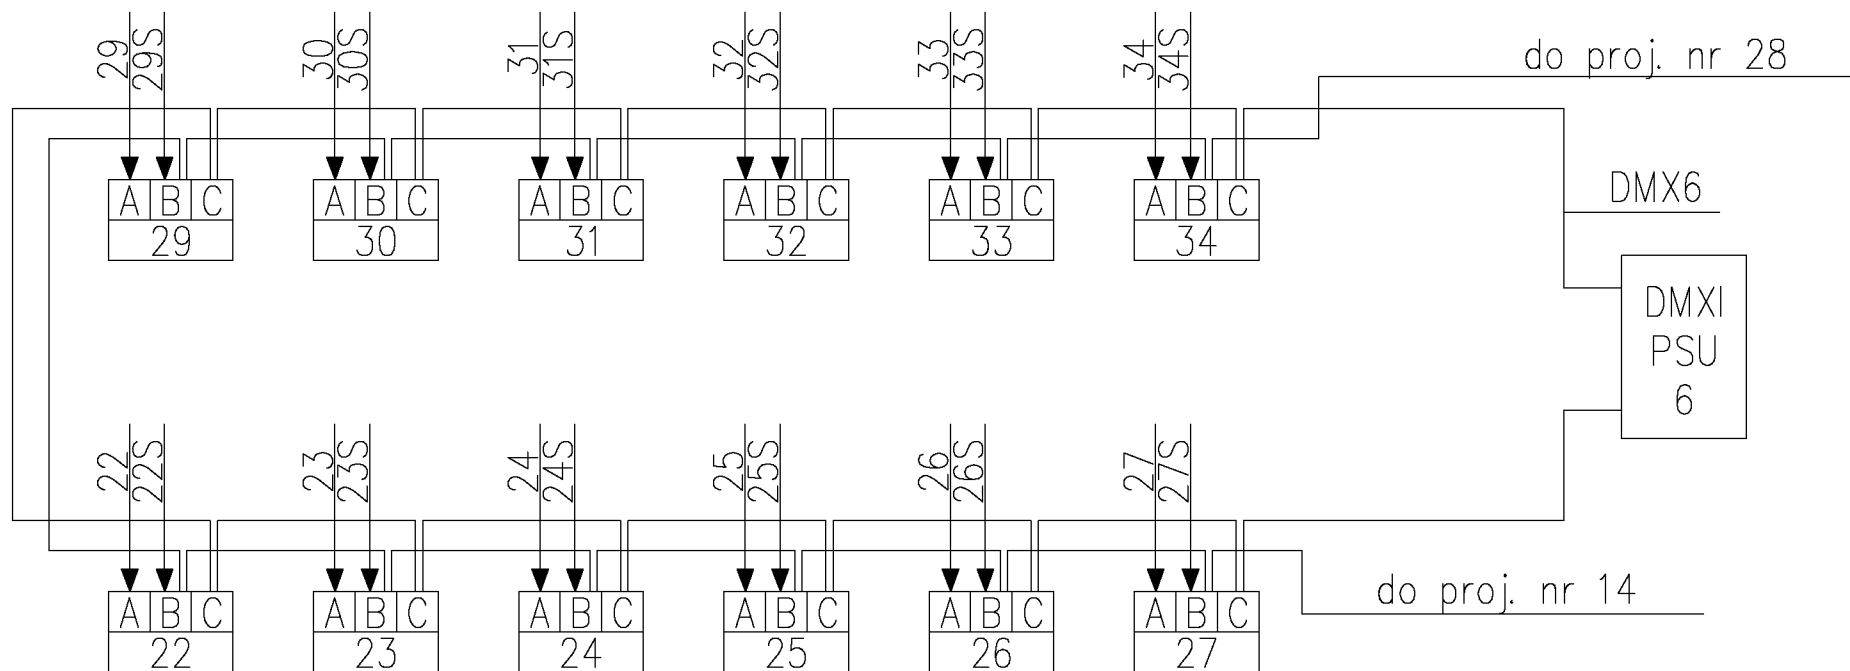 29 29S 30 30S 31 31S 32 32S 33 33S 34 34S
do proj. nr 28
A B C A B C A B C A B C A B C A B C
29 30 31 32 33 34
DMX6
DMXI
PSU
6
22 22S 23 23S 24 24S 25 25S 26 26S 27 27S
A B C A B C A B C A B C A B C A B C
22 23 24 25 26 27
do proj. nr 14